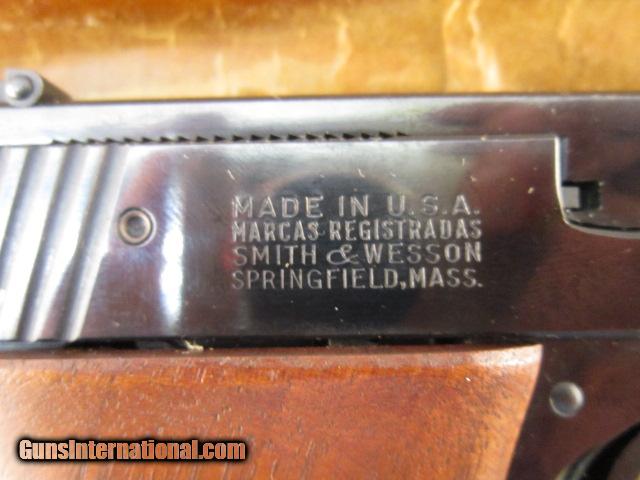 MADE IN U.S.A.
MARCAS REGISTRADAS
SMITH & WESSON
SPRINGFIELD, MASS.
GunsInternational.com